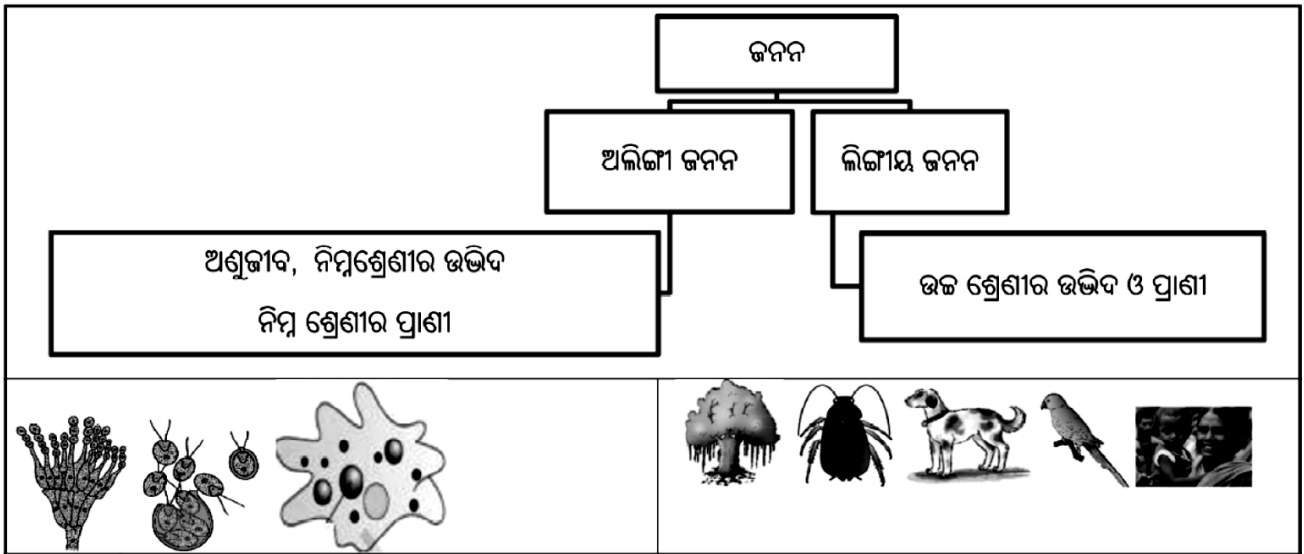 ଜନନ
ଅଲିଙ୍ଗୀ ଜନନ
ଲିଙ୍ଗୀୟ ଜନନ
ଅଣୁଜୀବ, ନିମ୍ନଶ୍ରେଣୀର ଉଦ୍ଭିଦ
ନିମ୍ନ ଶ୍ରେଣୀର ପ୍ରାଣୀ
ଉଚ୍ଚ ଶ୍ରେଣୀର ଉଦ୍ଭିଦ ଓ ପ୍ରାଣୀ